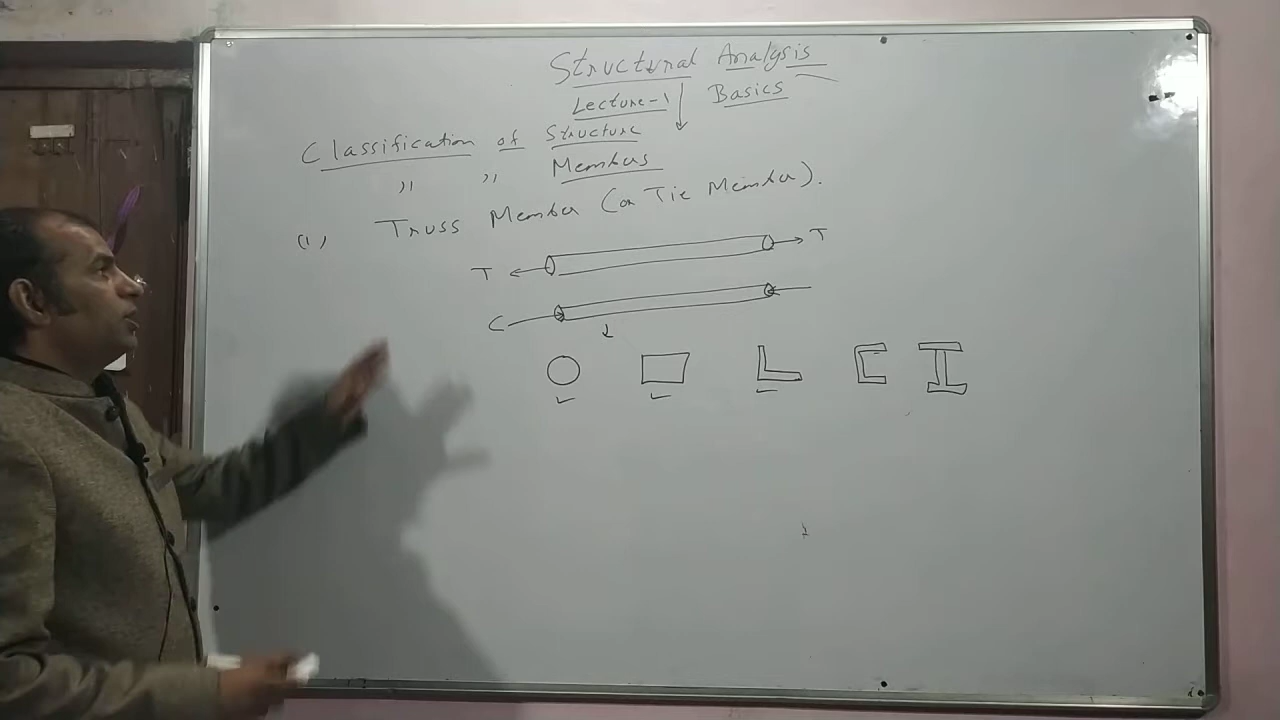 Structural Analysis
Lecture-1 Basics
Classification of Structure
" " Members
(1) Truss Member (or Tie Member).
T T
C